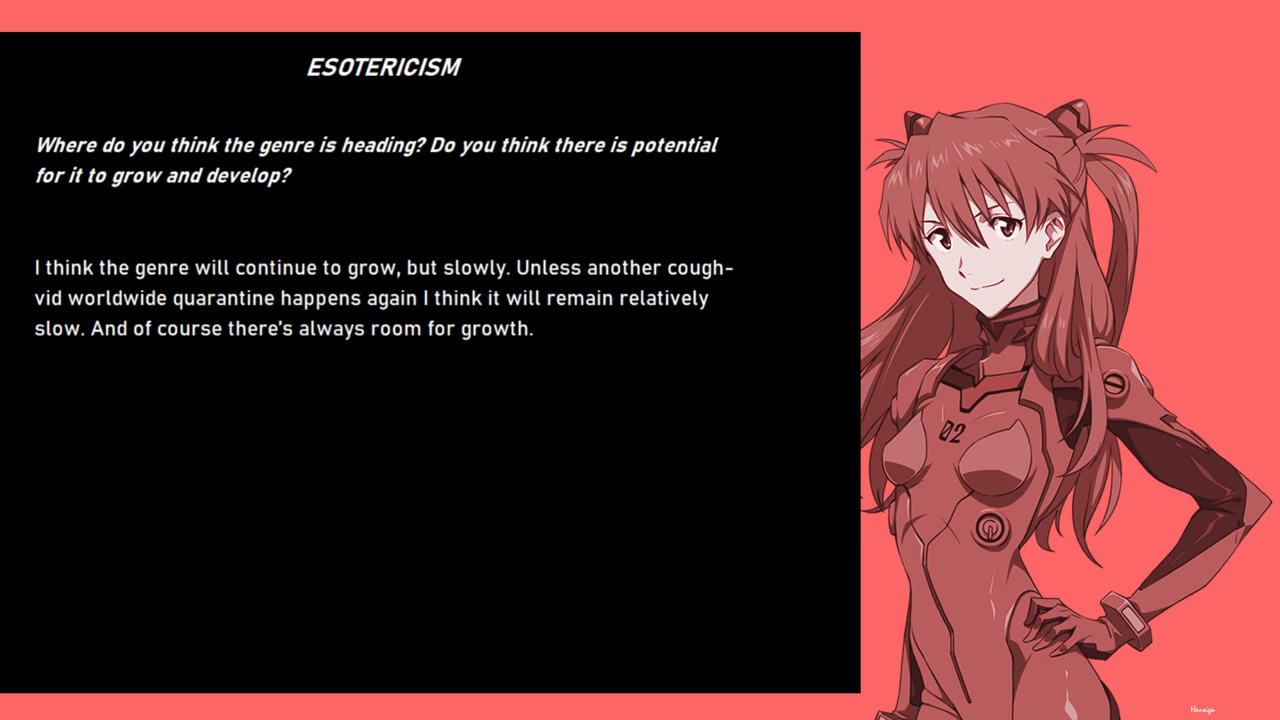 ESOTERICISM
Where do you think the genre is heading? Do you think there is potential
for it to grow and develop?
I think the genre will continue to grow, but slowly. Unless another cough-
vid worldwide quarantine happens again I think it will remain relatively
slow. And of course there's always room for growth.
02